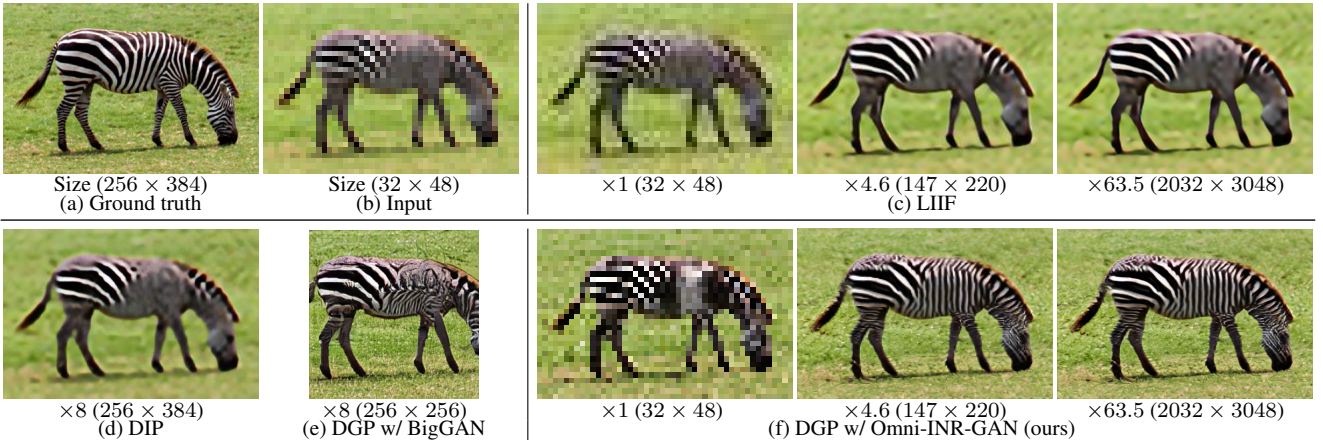 Size (256 × 384)
(a) Ground truth
Size (32 × 48)
(b) Input
×1 (32 × 48)
×4.6 (147 × 220)
×63.5 (2032 × 3048)
(c) LIIF
×8 (256 × 384)
(d) DIP
×8 (256 × 256)
(e) DGP w/ BigGAN
×1 (32 × 48)
×4.6 (147 × 220)
×63.5 (2032 × 3048)
(f) DGP w/ Omni-INR-GAN (ours)